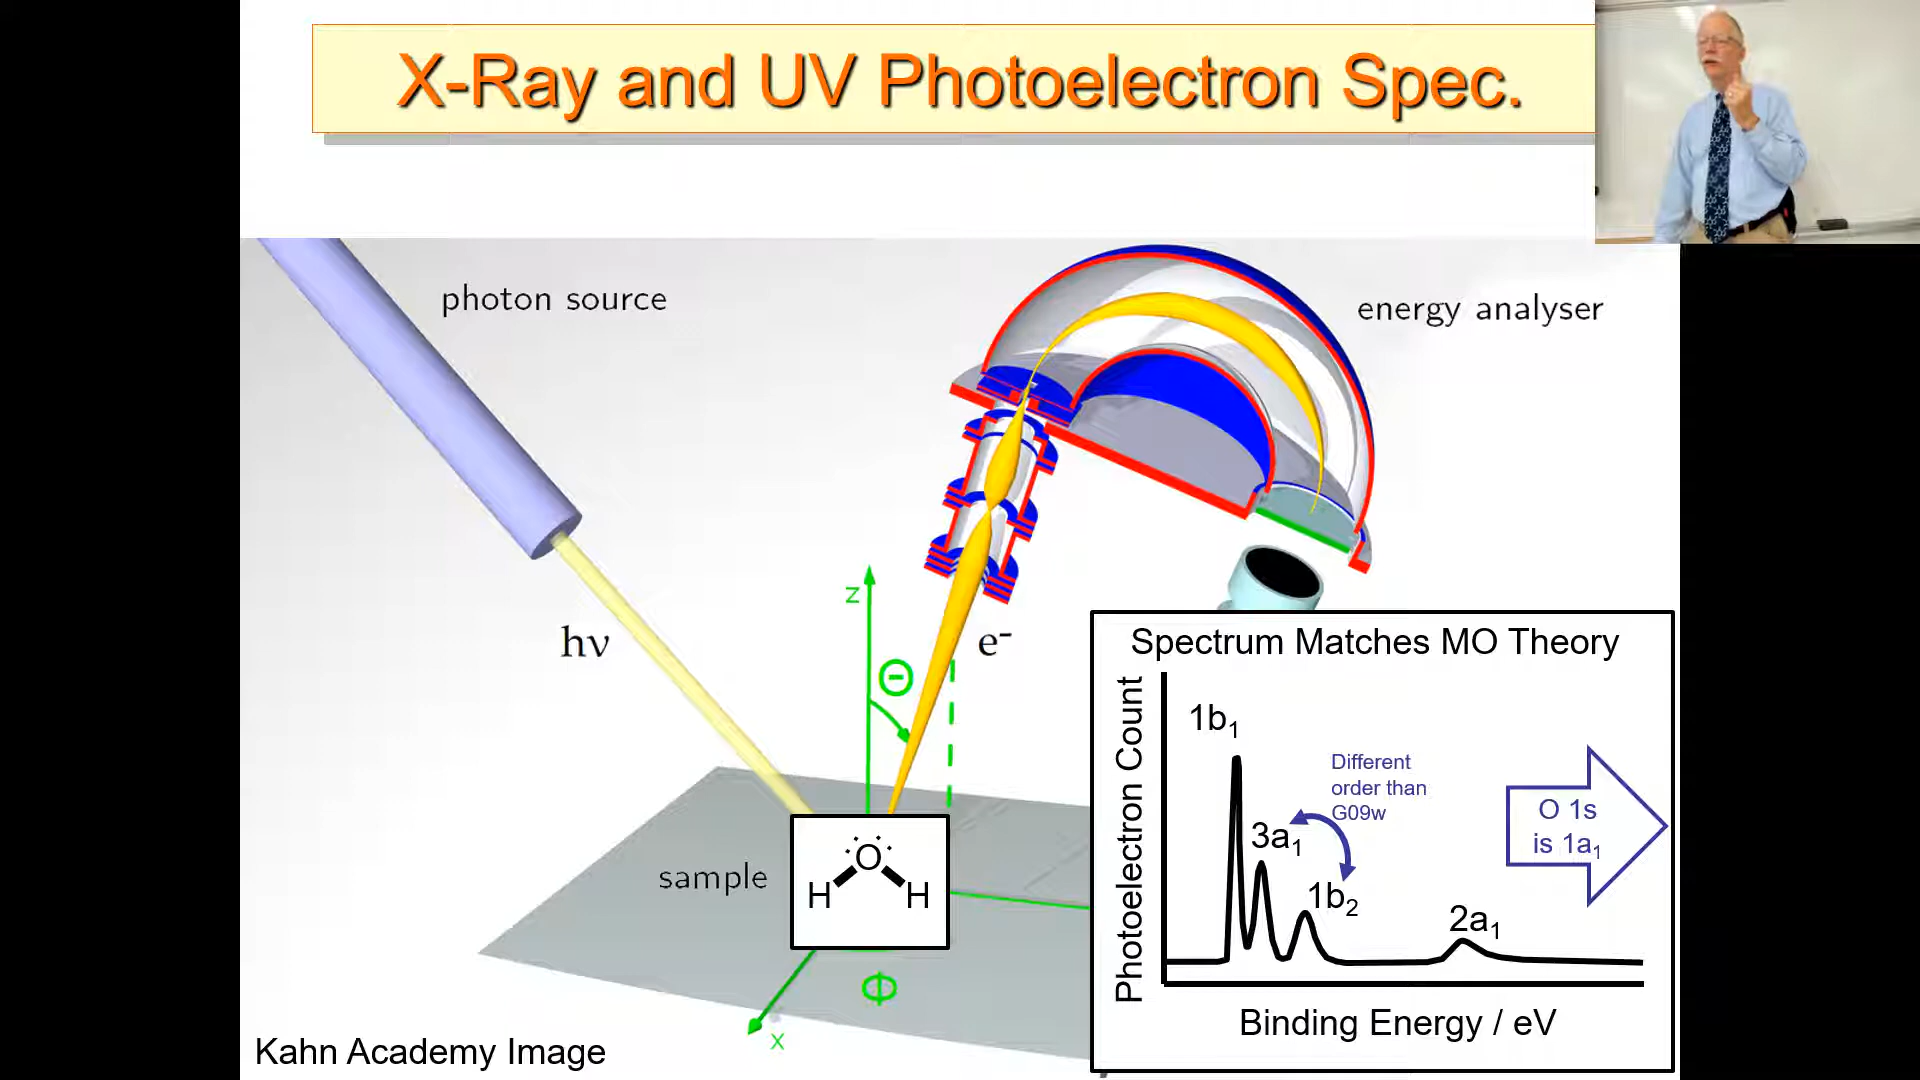 X-Ray and UV Photoelectron Spec.
photon source
energy analyser
hν
z
Θ
e-
sample
O
H H
Φ
x
Kahn Academy Image
Spectrum Matches MO Theory
Photoelectron Count
1b1
Different
order than
G09w
3a1
1b2
2a1
O 1s
is 1a1
Binding Energy / eV